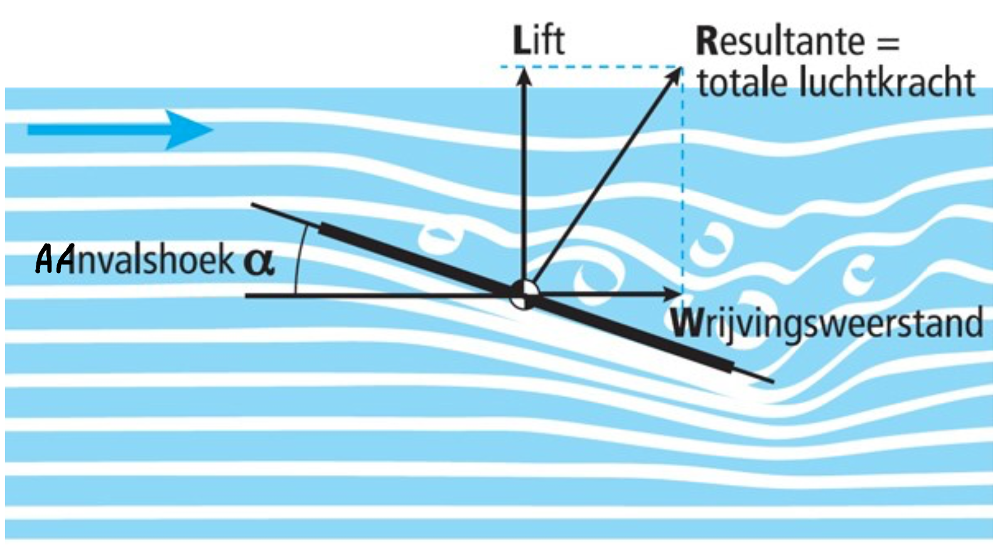 Lift
Resultante =
totale luchtkracht
AAnvalshoek α
Wrijvingsweerstand